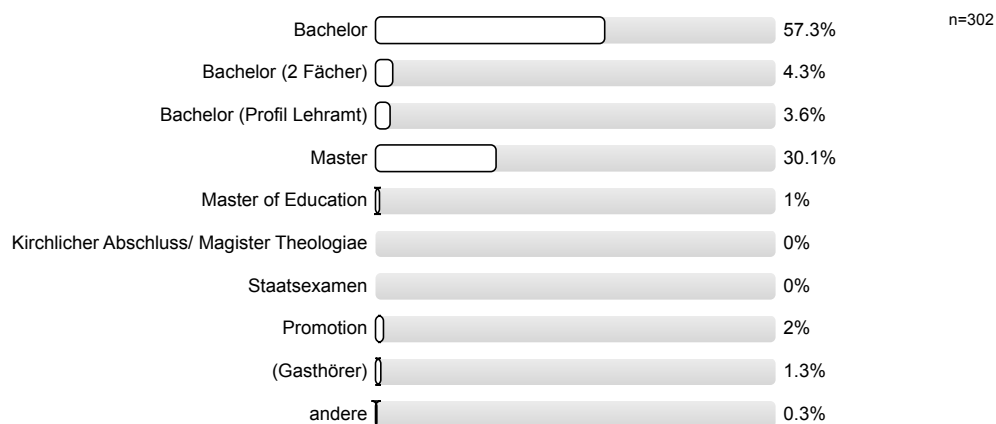 n=302
Bachelor 57.3%
Bachelor (2 Fächer) 4.3%
Bachelor (Profil Lehramt) 3.6%
Master 30.1%
Master of Education 1%
Kirchlicher Abschluss/ Magister Theologiae 0%
Staatsexamen 0%
Promotion 2%
(Gasthörer) 1.3%
andere 0.3%